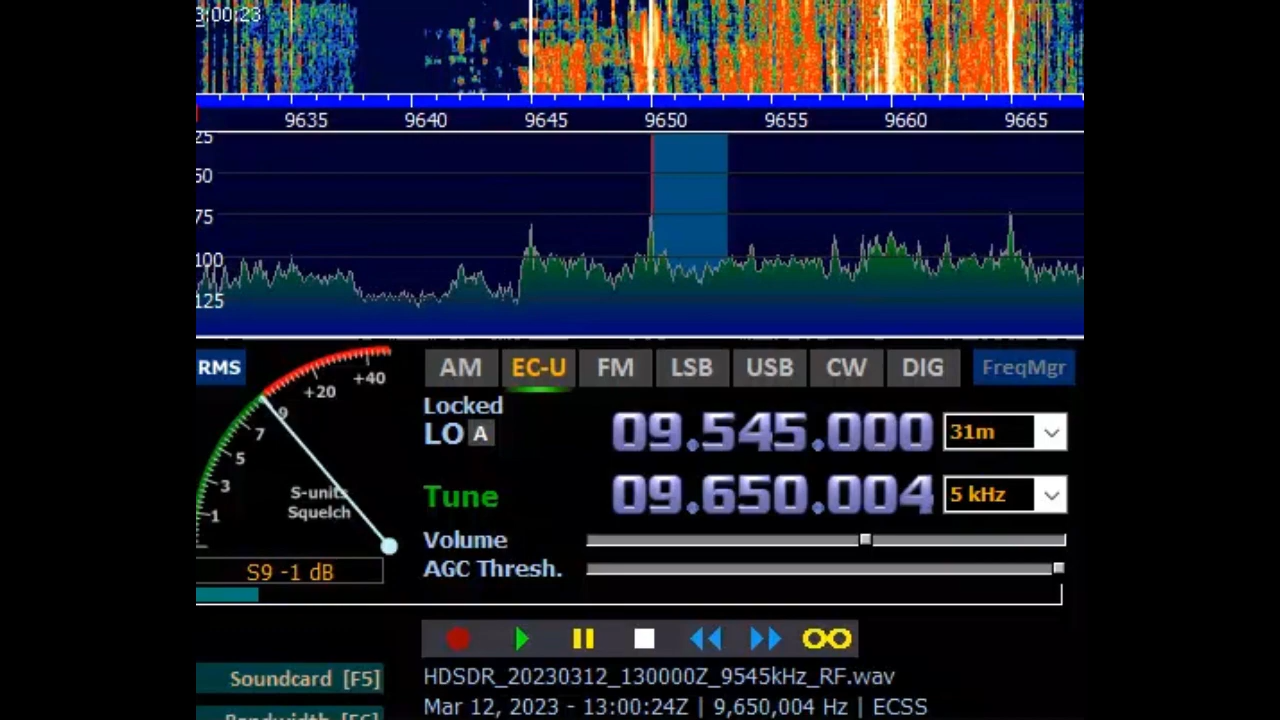 3:00:23
9635 9640 9645 9650 9655 9660 9665
25
50
75
100
125
RMS
AM EC-U FM LSB USB CW DIG FreqMgr
+20 +40
9
7
5
3
1
S-units
Squelch
S9 -1 dB
Locked
LO A 09.545.000 31m
Tune 09.650.004 5 kHz
Volume
AGC Thresh.
Soundcard [F5]
HDSDR_20230312_130000Z_9545kHz_RF.wav
Mar 12, 2023 - 13:00:24Z | 9,650,004 Hz | ECSS